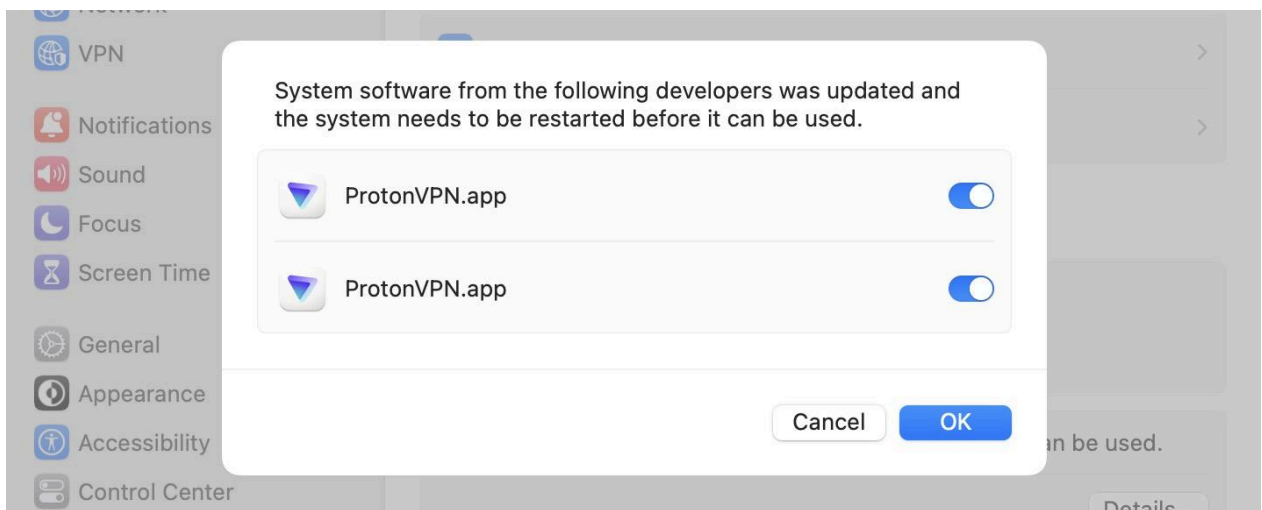 Network
VPN
Notifications
Sound
Focus
Screen Time
General
Appearance
Accessibility
Control Center
System software from the following developers was updated and
the system needs to be restarted before it can be used.
ProtonVPN.app
ProtonVPN.app
Cancel
OK
an be used.
Details...